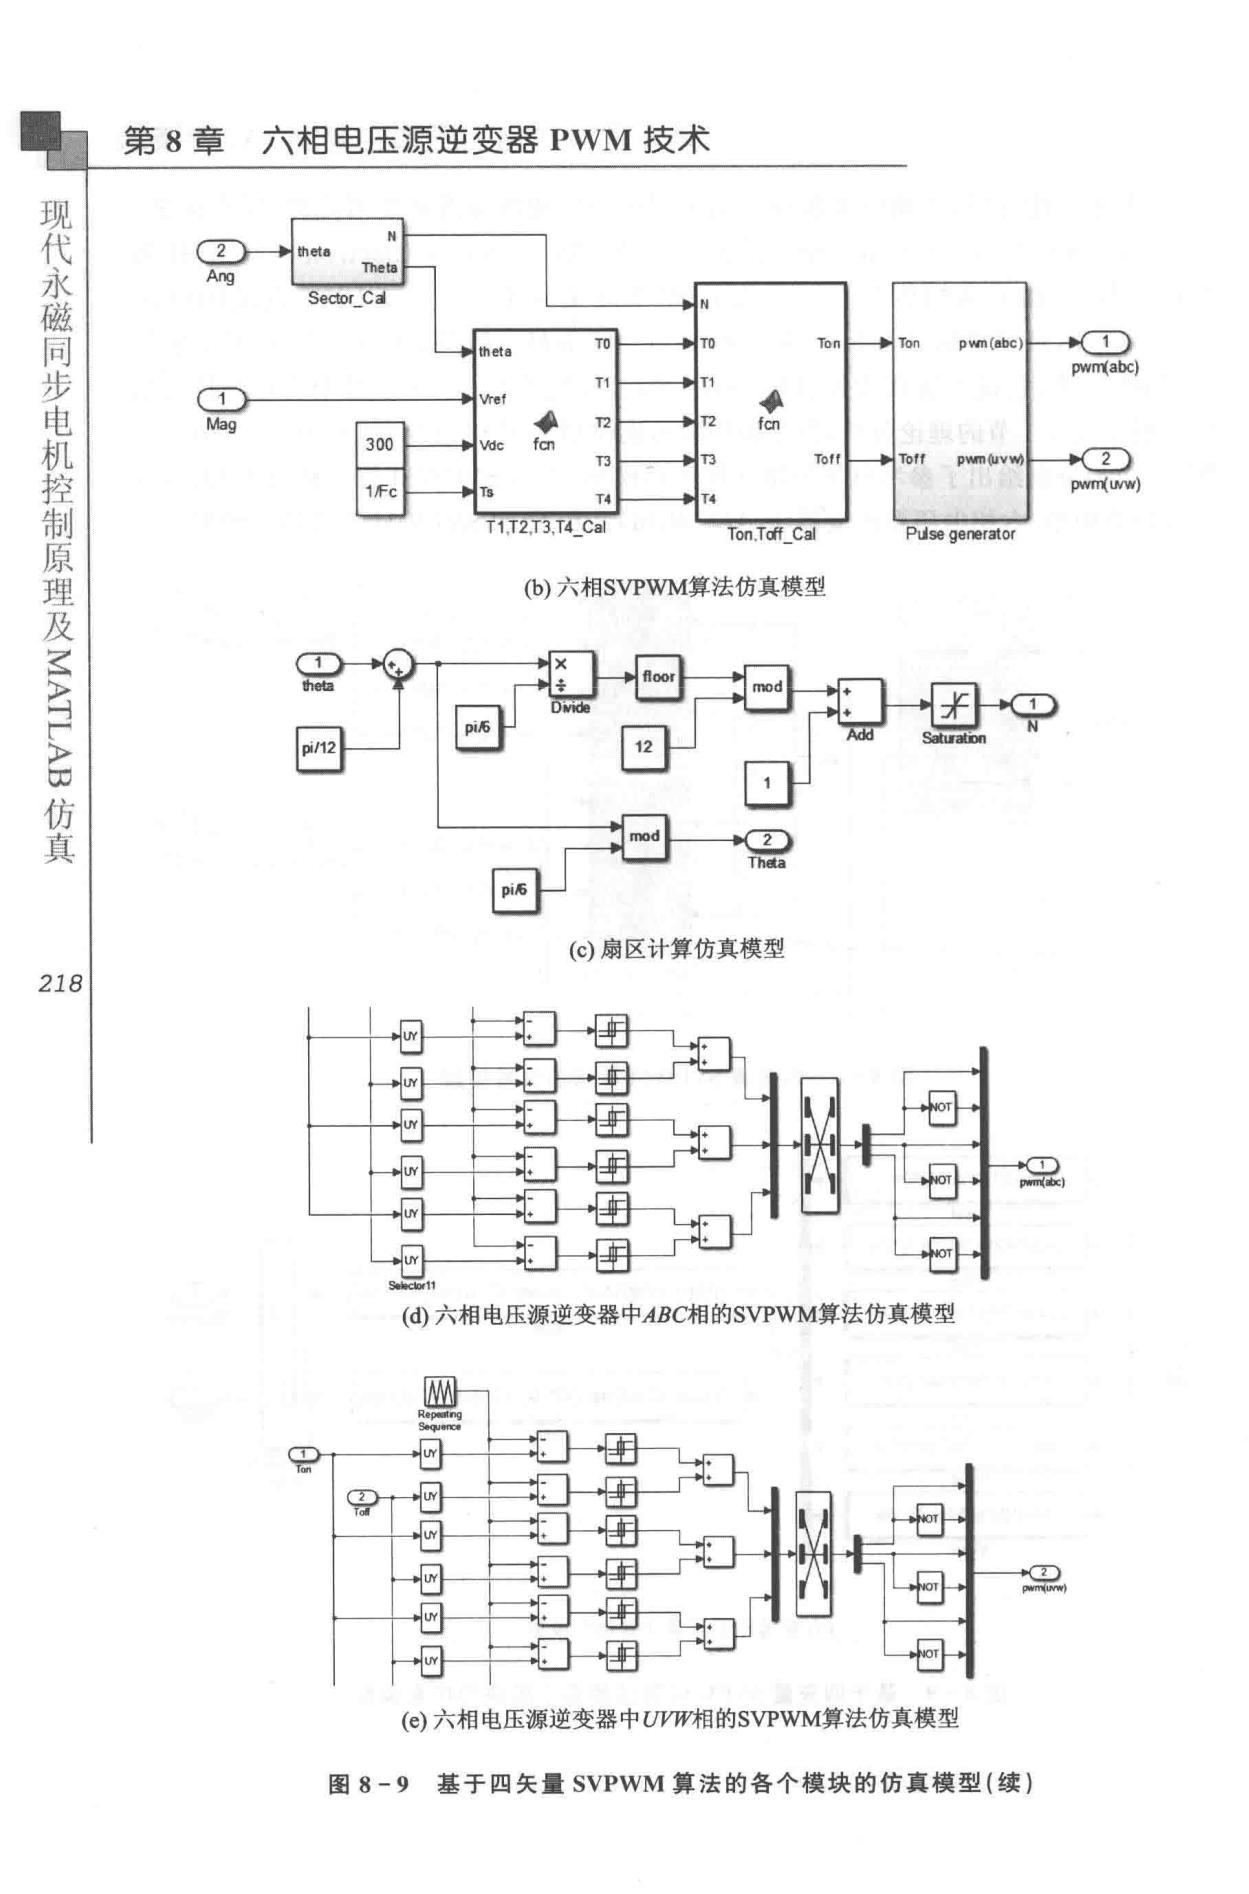 第 8 章 六相电压源逆变器 PWM 技术
现代永磁同步电机控制原理及MATLAB仿真
218
2
Ang
theta
N
Theta
Sector_Cal
1
Mag
300
1/Fc
theta
Vref
Vdc
Ts
fcn
T0
T1
T2
T3
T4
T1,T2,T3,T4_Cal
N
T0
T1
T2
T3
T4
fcn
Ton
Toff
Ton,Toff_Cal
Ton
Toff
pwm(abc)
pwm(uvw)
Pulse generator
1
pwm(abc)
2
pwm(uvw)
(b) 六相SVPWM算法仿真模型
1
theta
pi/12
+
+
pi/6
×
÷
Divide
floor
12
mod
1
+
+
Add
Saturation
1
N
pi/6
mod
2
Theta
(c) 扇区计算仿真模型
UY
UY
UY
UY
UY
UY
Selector11
NOT
NOT
NOT
1
pwm(abc)
(d) 六相电压源逆变器中ABC相的SVPWM算法仿真模型
Repeating
Sequence
1
Ton
2
Toff
UY
UY
UY
UY
UY
UY
NOT
NOT
NOT
2
pwm(uvw)
(e) 六相电压源逆变器中UVW相的SVPWM算法仿真模型
图 8－9 基于四矢量 SVPWM 算法的各个模块的仿真模型(续)